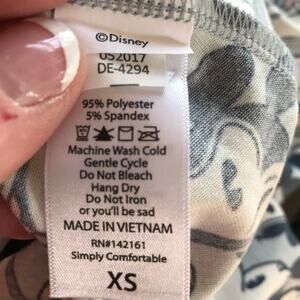 ©Disney
US2017
DE-4294
95% Polyester
5% Spandex
Machine Wash Cold
Gentle Cycle
Do Not Bleach
Hang Dry
Do Not Iron
or you'll be sad
MADE IN VIETNAM
RN#142161
Simply Comfortable
XS